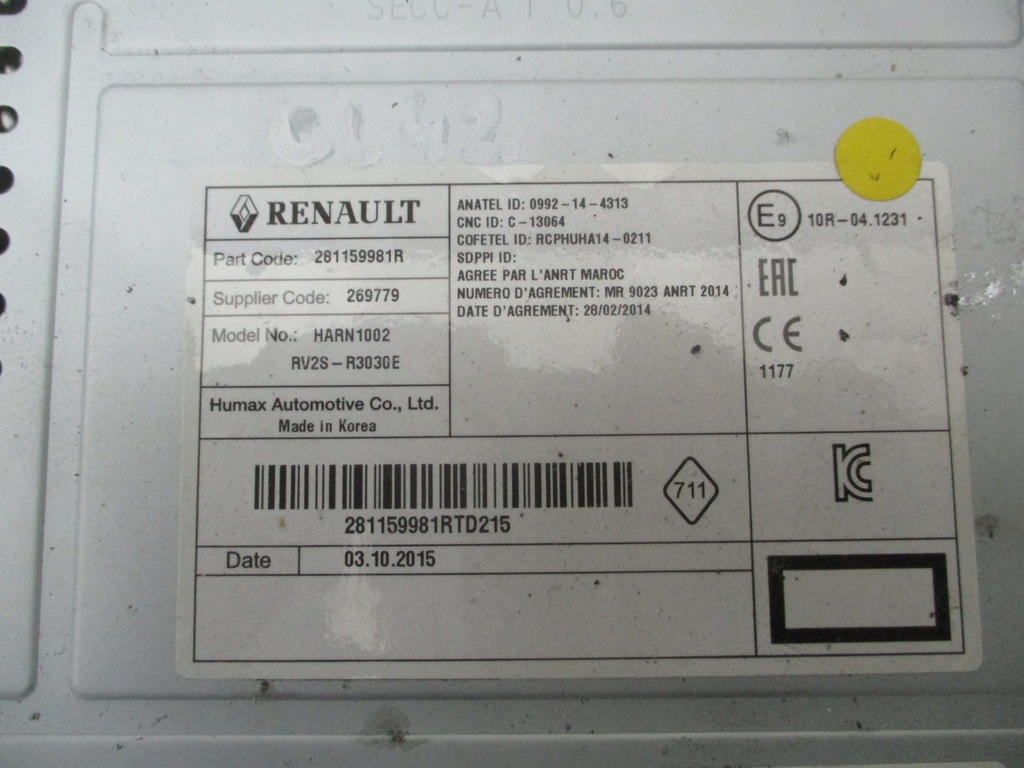 SECC-A
0.6
CL 42
RENAULT
Part Code: 281159981R
Supplier Code: 269779
Model No.: HARN1002
RV2S-R3030E
Humax Automotive Co., Ltd.
Made in Korea
ANATEL ID: 0992-14-4313
CNC ID: C-13064
COFETEL ID: RCPHUHA14-0211
SDPPI ID:
AGREE PAR L'ANRT MAROC
NUMERO D'AGREMENT: MR 9023 ANRT 2014
DATE D'AGREMENT: 28/02/2014
E9 10R-04.1231
EAC
CE
1177
281159981RTD215
711
KC
Date 03.10.2015